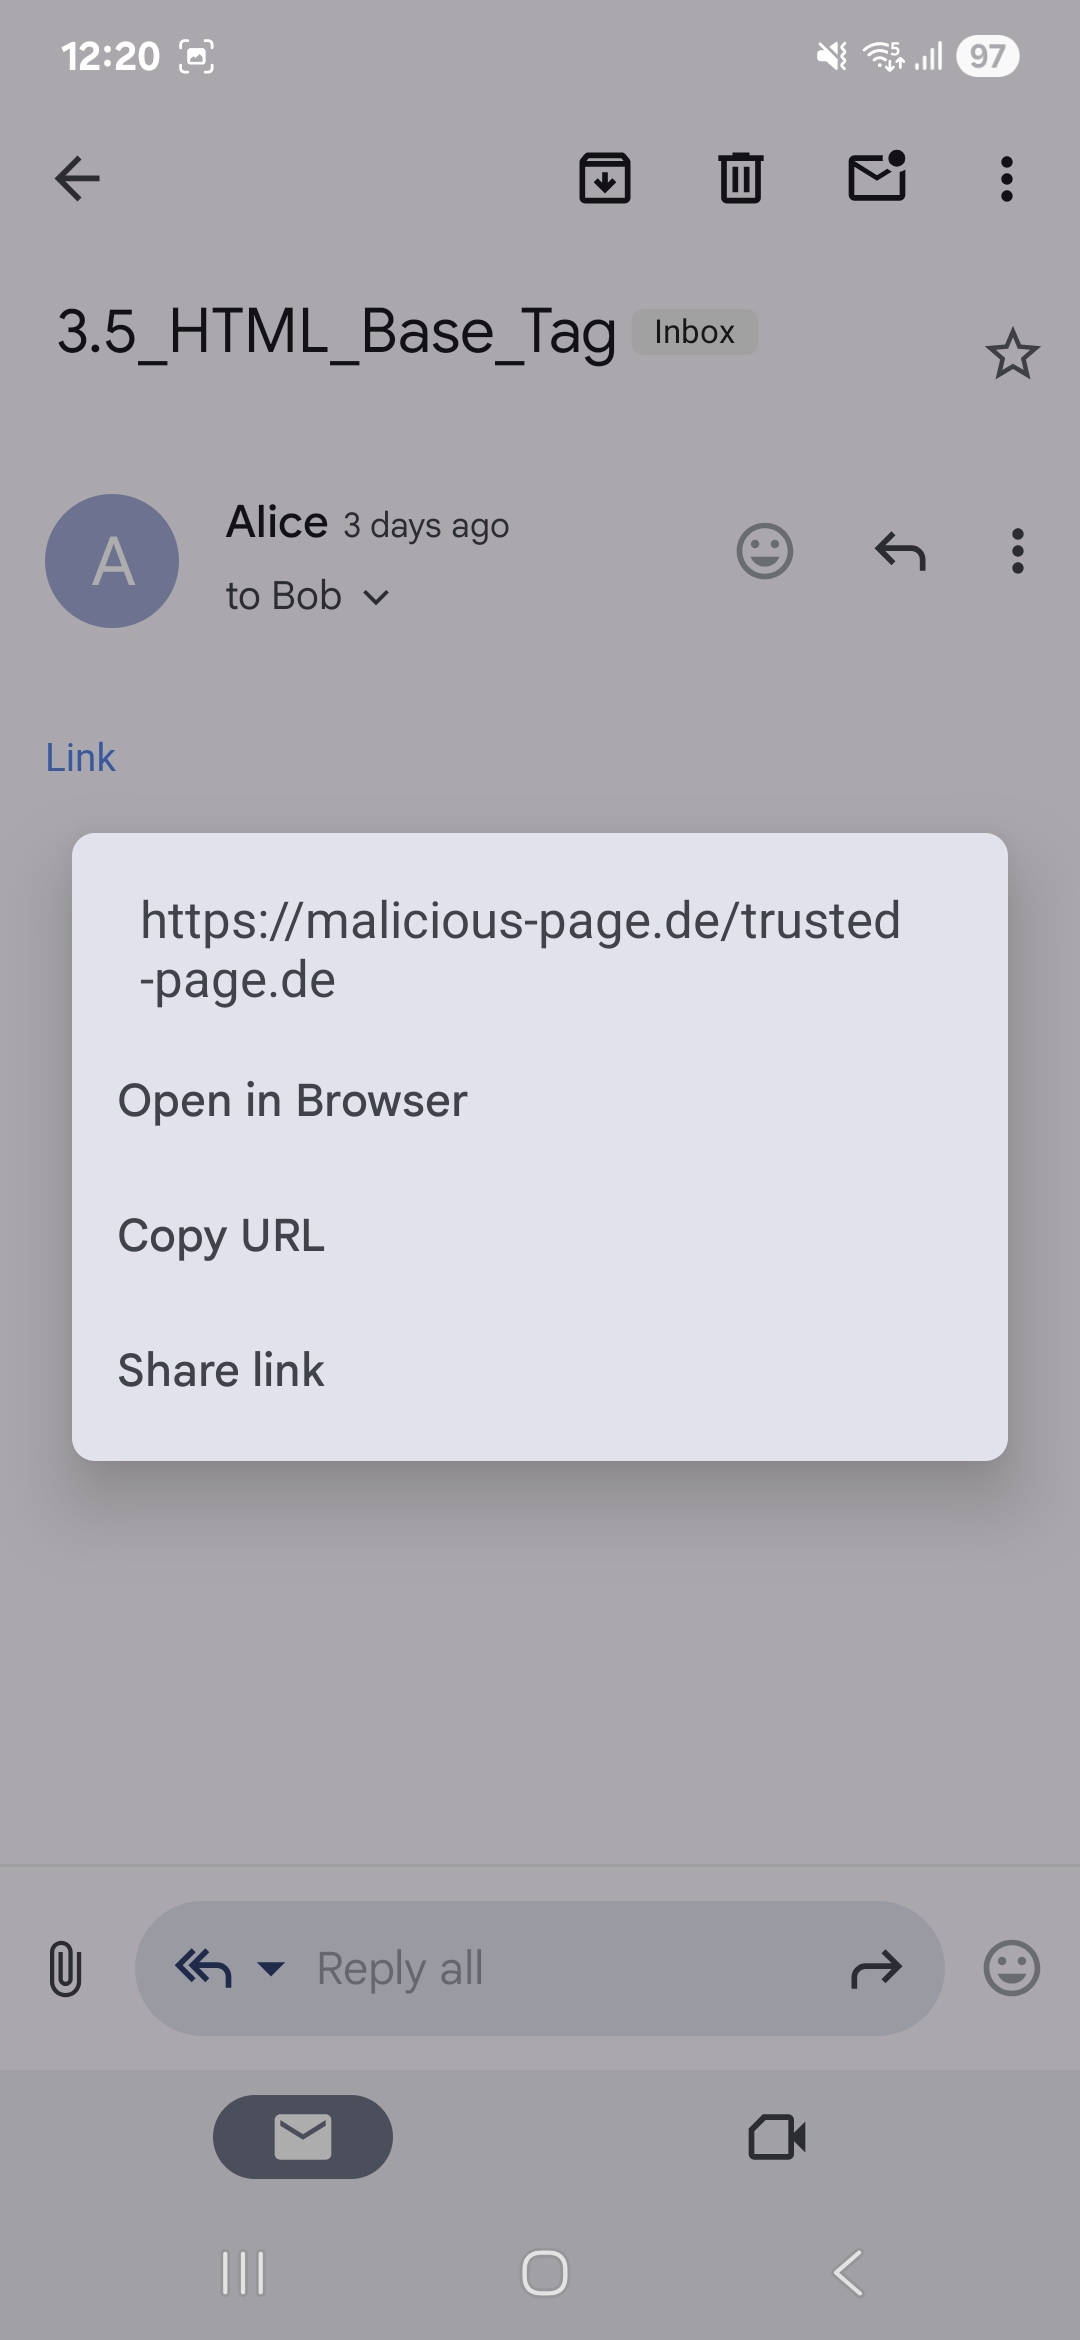 12:20
5
97
3.5_HTML_Base_Tag Inbox
A
Alice 3 days ago
to Bob
Link
https://malicious-page.de/trusted
-page.de
Open in Browser
Copy URL
Share link
Reply all